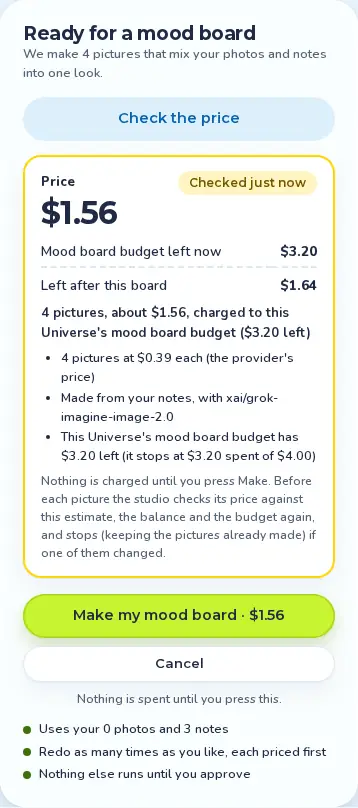 Ready for a mood board
We make 4 pictures that mix your photos and notes
into one look.
Check the price
Price
Checked just now
$1.56
Mood board budget left now $3.20
Left after this board $1.64
4 pictures, about $1.56, charged to this
Universe's mood board budget ($3.20 left)
• 4 pictures at $0.39 each (the provider's
price)
• Made from your notes, with xai/grok-
imagine-image-2.0
• This Universe's mood board budget has
$3.20 left (it stops at $3.20 spent of $4.00)
Nothing is charged until you press Make. Before
each picture the studio checks its price against
this estimate, the balance and the budget again,
and stops (keeping the pictures already made) if
one of them changed.
Make my mood board · $1.56
Cancel
Nothing is spent until you press this.
Uses your 0 photos and 3 notes
Redo as many times as you like, each priced first
Nothing else runs until you approve